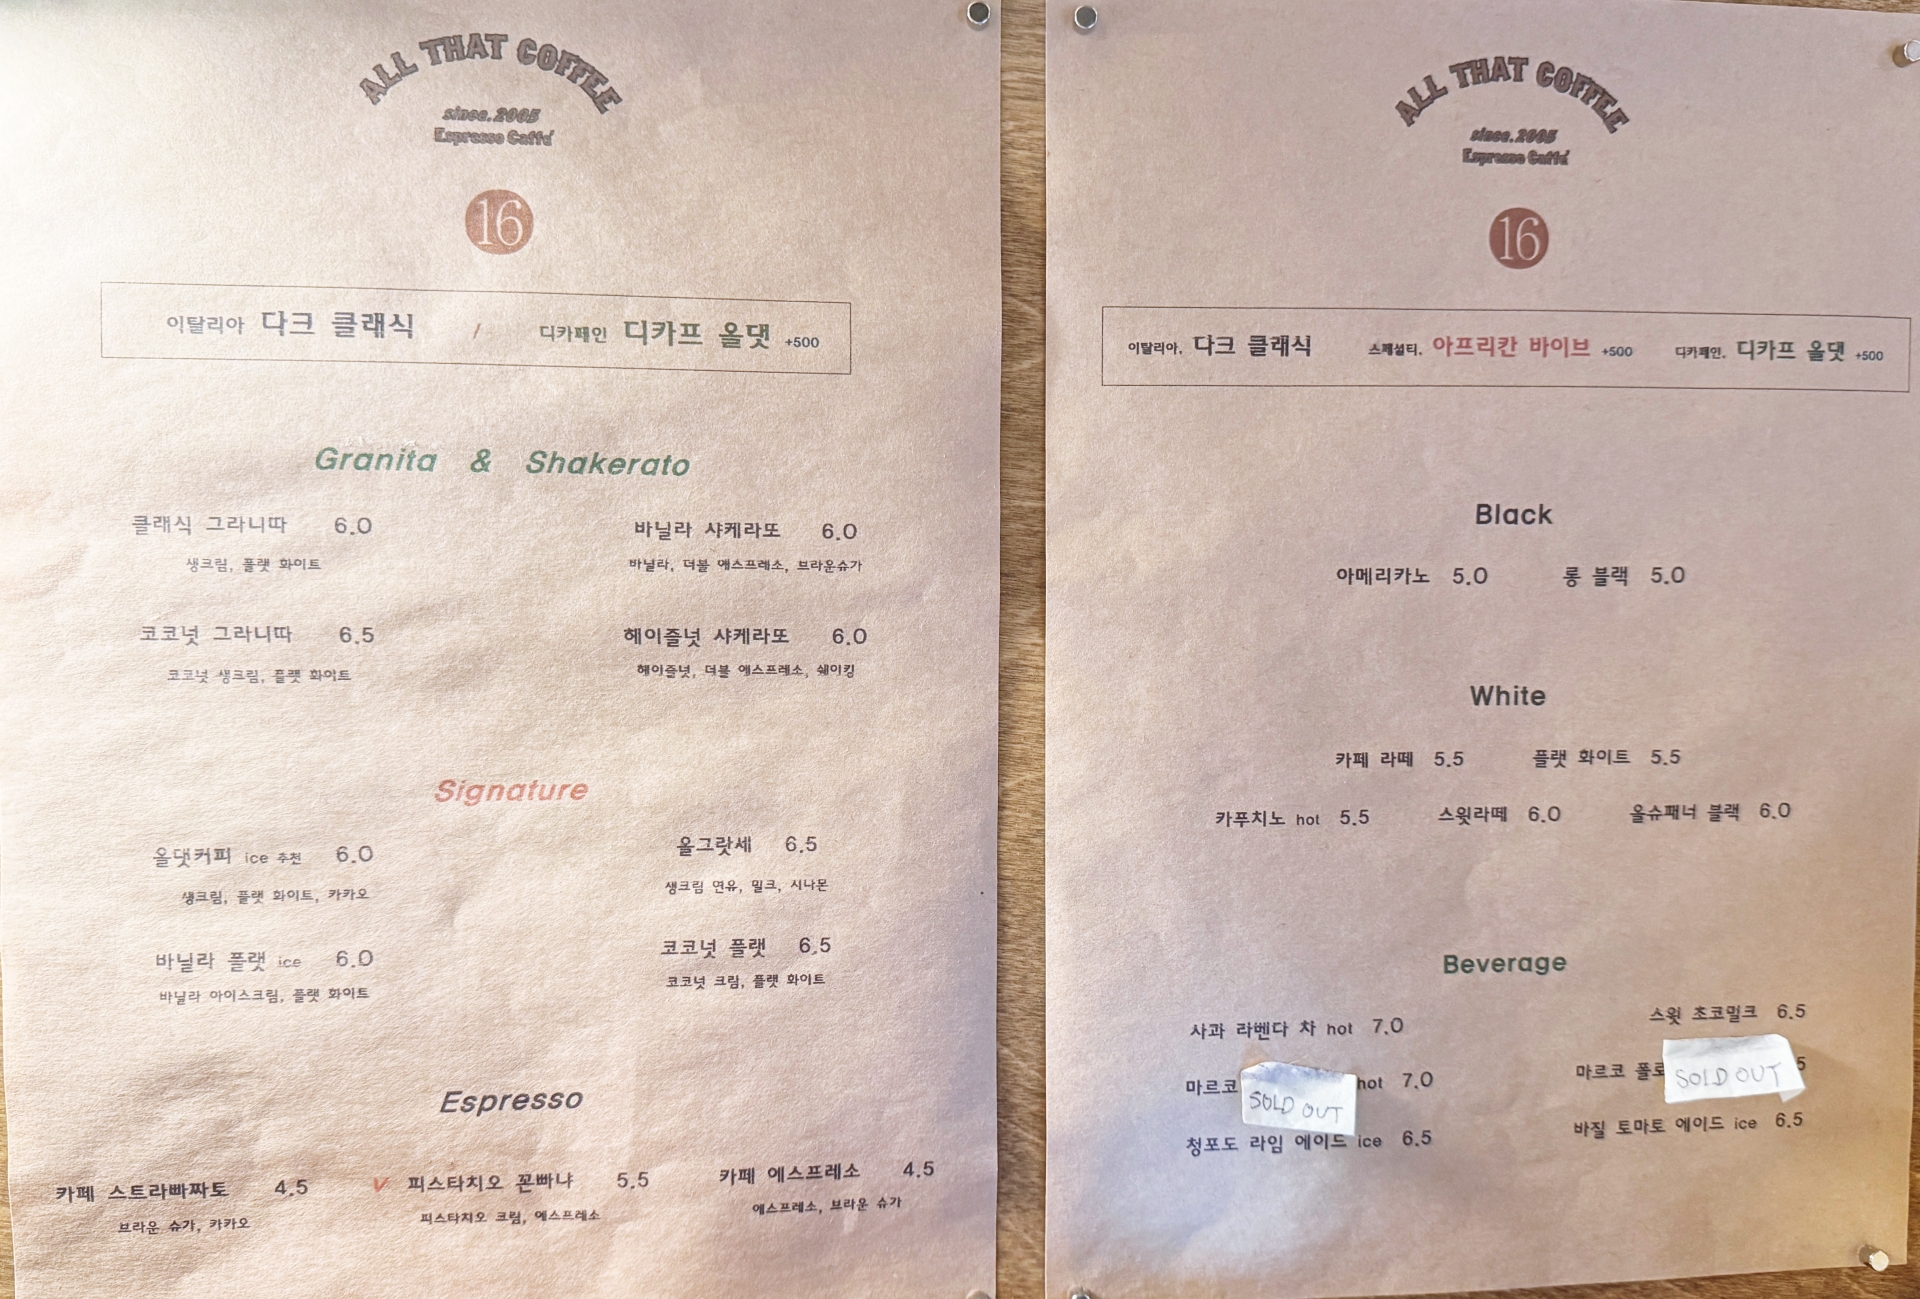 ALL THAT COFFEE
since.2005
Espresso Caffé
16
이탈리아 다크 클래식 / 디카페인 디카프 올댓 +500
Granita & Shakerato
클래식 그라니따 6.0 바닐라 샤케라또 6.0
생크림, 플랫 화이트 바닐라, 더블 에스프레소, 브라운슈가
코코넛 그라니따 6.5 헤이즐넛 샤케라또 6.0
코코넛 생크림, 플랫 화이트 헤이즐넛, 더블 에스프레소, 쉐이킹
Signature
올댓커피 ice 추천 6.0 올그랏세 6.5
생크림, 플랫 화이트, 카카오 생크림 연유, 밀크, 시나몬
바닐라 플랫 ice 6.0 코코넛 플랫 6.5
바닐라 아이스크림, 플랫 화이트 코코넛 크림, 플랫 화이트
Espresso
카페 스트라빠짜토 4.5 V 피스타치오 꼰빠냐 5.5 카페 에스프레소 4.5
브라운 슈가, 카카오 피스타치오 크림, 에스프레소 에스프레소, 브라운 슈가
ALL THAT COFFEE
since.2005
Espresso Caffé
16
이탈리아. 다크 클래식 스페셜티. 아프리칸 바이브 +500 디카페인. 디카프 올댓 +500
Black
아메리카노 5.0 롱 블랙 5.0
White
카페 라떼 5.5 플랫 화이트 5.5
카푸치노 hot 5.5 스윗라떼 6.0 올슈패너 블랙 6.0
Beverage
사과 라벤다 차 hot 7.0 스윗 초코밀크 6.5
마르코 SOLD OUT hot 7.0 마르코 폴로 SOLD OUT 5
청포도 라임 에이드 ice 6.5 바질 토마토 에이드 ice 6.5